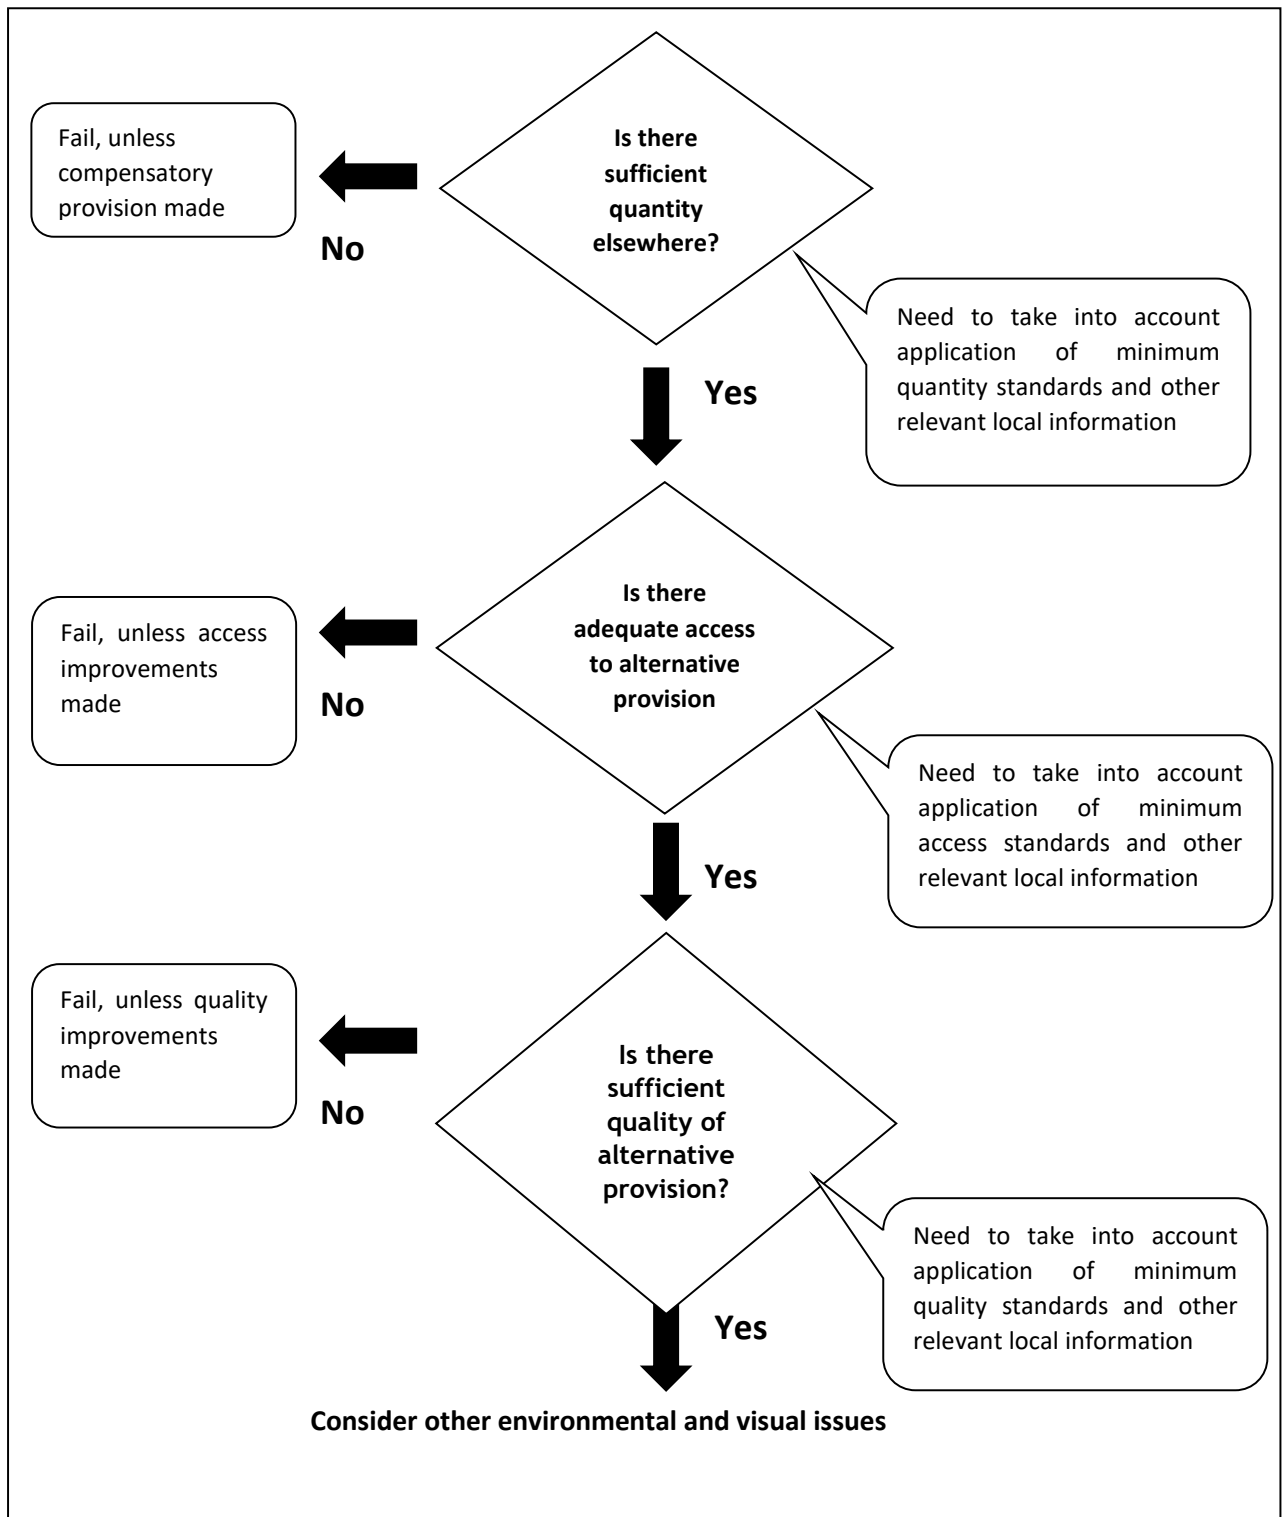 Is there
sufficient
quantity
elsewhere?
Fail, unless
compensatory
provision made
No
Need to take into account
application of minimum
quantity standards and other
relevant local information
Yes
Is there
adequate access
to alternative
provision
Fail, unless access
improvements
made
No
Need to take into account
application of minimum
access standards and other
relevant local information
Yes
Is there
sufficient
quality of
alternative
provision?
Fail, unless quality
improvements
made
No
Need to take into account
application of minimum
quality standards and other
relevant local information
Yes
Consider other environmental and visual issues